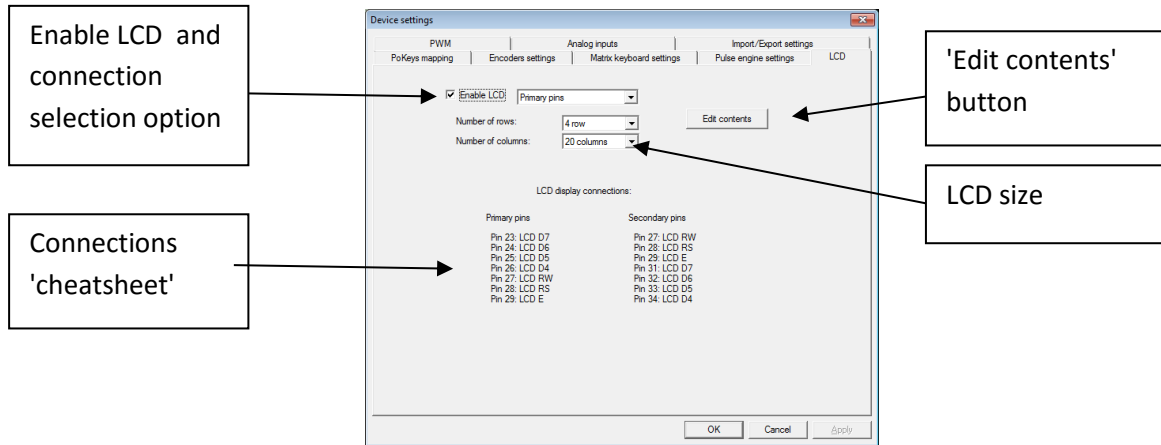 Enable LCD and
connection
selection option
Connections
'cheatsheet'
Device settings
PWM
Analog inputs
Import/Export settings
PoKeys mapping
Encoders settings
Matrix keyboard settings
Pulse engine settings
LCD
Enable LCD
Primary pins
Number of rows:
4 row
Number of columns:
20 columns
Edit contents
LCD display connections:
Primary pins
Pin 23: LCD D7
Pin 24: LCD D6
Pin 25: LCD D5
Pin 26: LCD D4
Pin 27: LCD RW
Pin 28: LCD RS
Pin 29: LCD E
Secondary pins
Pin 27: LCD RW
Pin 28: LCD RS
Pin 29: LCD E
Pin 31: LCD D7
Pin 32: LCD D6
Pin 33: LCD D5
Pin 34: LCD D4
OK
Cancel
Apply
'Edit contents'
button
LCD size